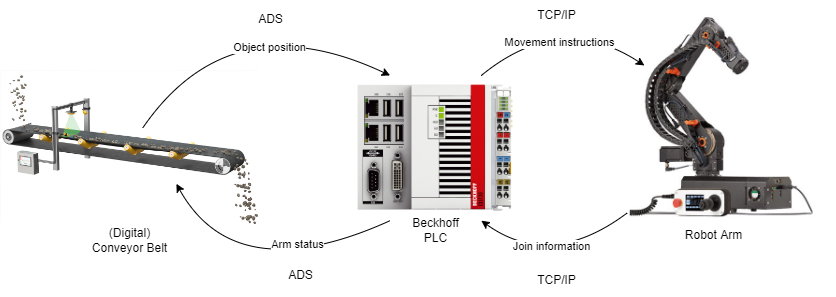 ADS
TCP/IP
Object position
Movement instructions
BECKHOFF
(Digital)
Conveyor Belt
Beckhoff
PLC
Robot Arm
Arm status
Join information
ADS
TCP/IP